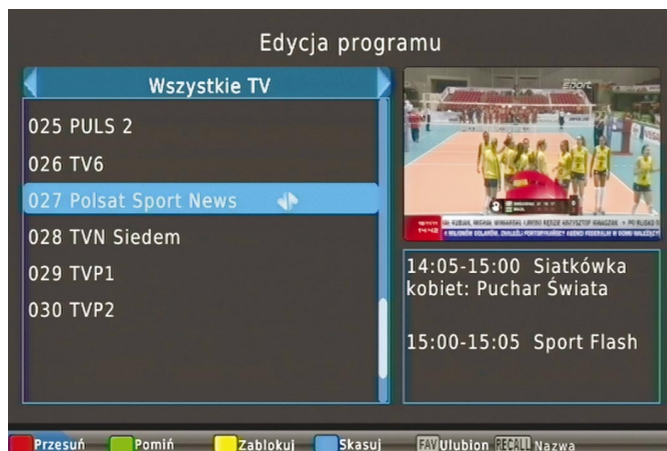 Edycja programu
Wszystkie TV
025 PULS 2
026 TV6
027 Polsat Sport News
028 TVN Siedem
029 TVP1
030 TVP2
14:42
14:05-15:00 Siatkówka
kobiet: Puchar Świata
15:00-15:05 Sport Flash
Przesuń Pomiń Zablokuj Skasuj FAV Ulubion RECALL Nazwa